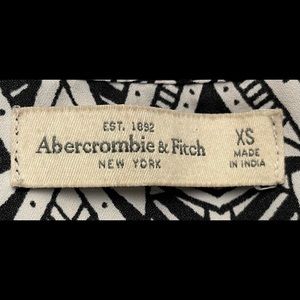 EST. 1892
Abercrombie & Fitch
NEW YORK
XS
MADE
IN INDIA